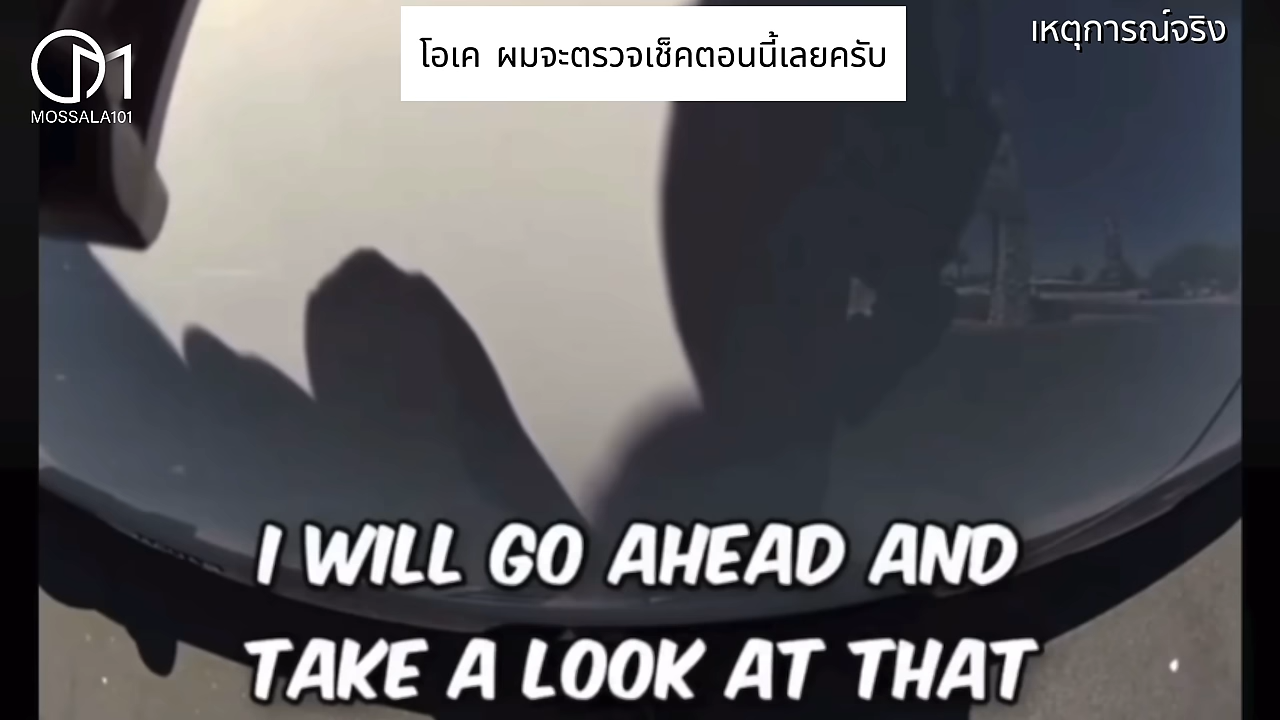 โอเค ผมจะตรวจเช็คตอนนี้เลยครับ
เหตุการณ์จริง
MOSSALA101
I WILL GO AHEAD AND
TAKE A LOOK AT THAT